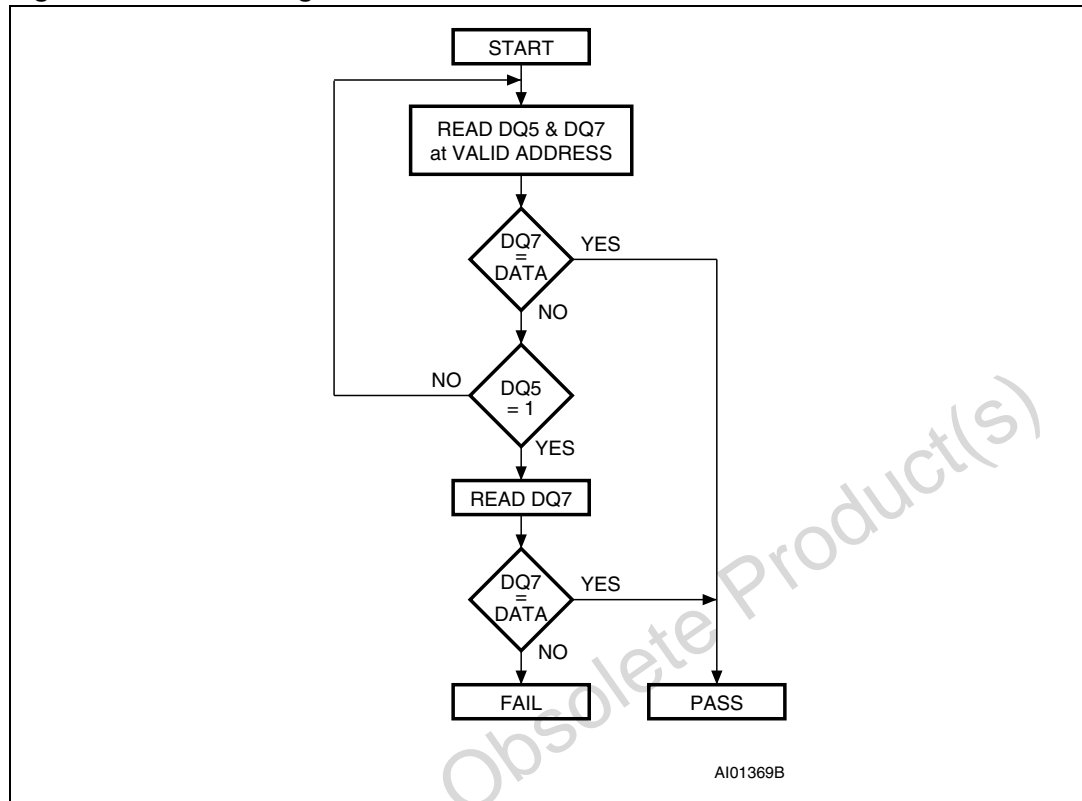 START
READ DQ5 & DQ7
at VALID ADDRESS
DQ7
=
DATA
YES
NO
NO
DQ5
= 1
YES
READ DQ7
DQ7
=
DATA
YES
NO
FAIL
PASS
Obsolete Product(s)
AI01369B